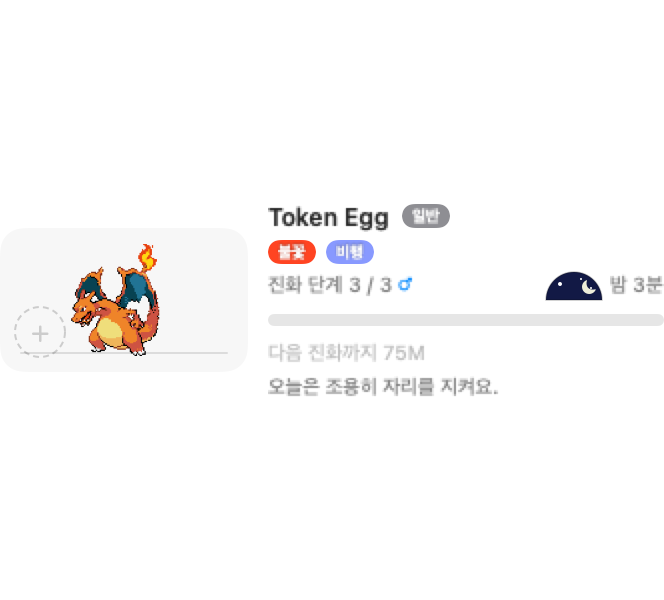 Token Egg 일반
불꽃 비행
진화 단계 3 / 3 ♂ 밤 3분
다음 진화까지 75M
오늘은 조용히 자리를 지켜요.